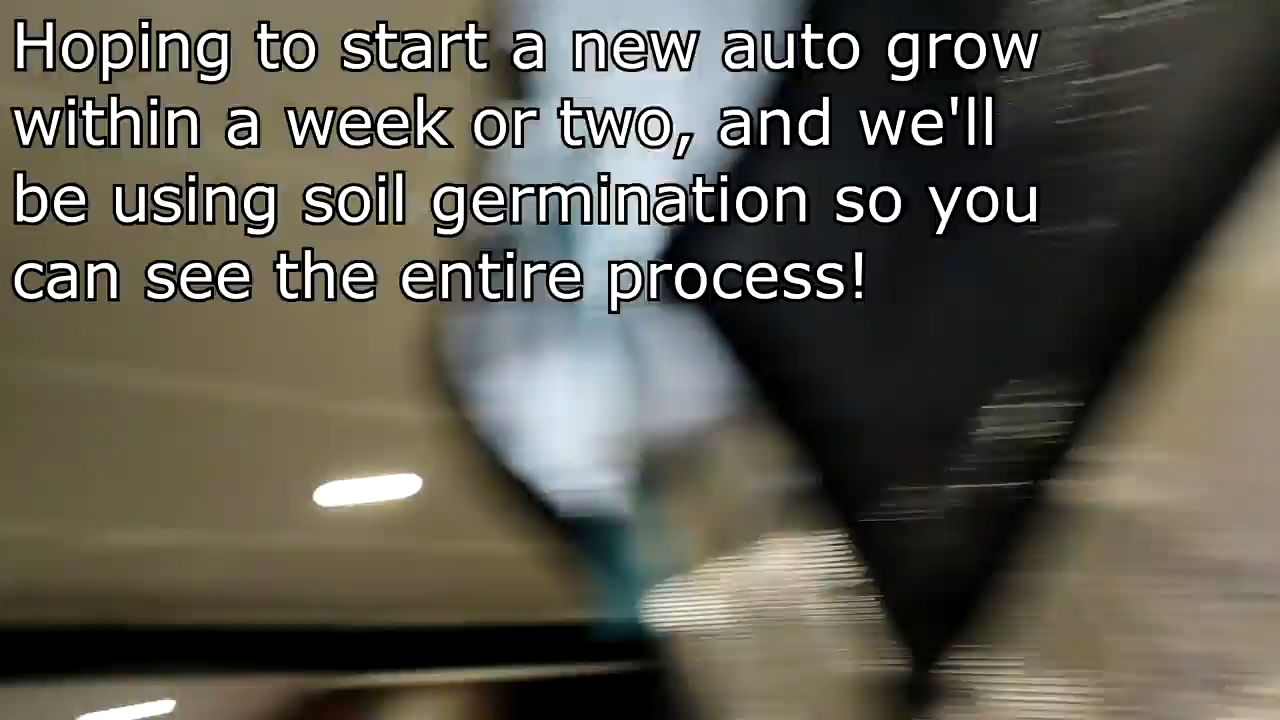 Hoping to start a new auto grow
within a week or two, and we'll
be using soil germination so you
can see the entire process!